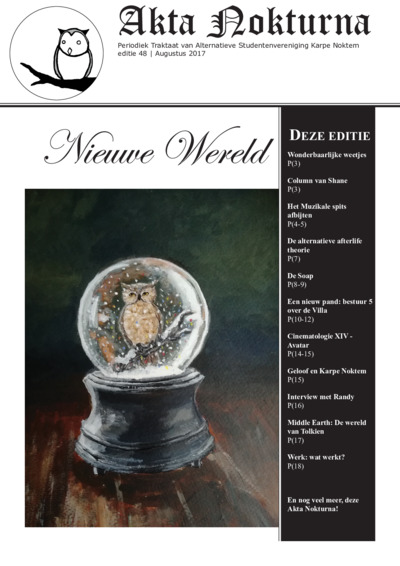 Akta Nokturna
Periodiek Traktaat van Alternatieve Studentenvereniging Karpe Noktem
editie 48 | Augustus 2017
Nieuwe Wereld
DEZE EDITIE
Wonderbaarlijke weetjes
P(3)
Column van Shane
P(3)
Het Muzikale spits
afbijten
P(4-5)
De alternatieve afterlife
theorie
P(7)
De Soap
P(8-9)
Een nieuw pand: bestuur 5
over de Villa
P(10-12)
Cinematologie XIV -
Avatar
P(14-15)
Geloof en Karpe Noktem
P(15)
Interview met Randy
P(16)
Middle Earth: De wereld
van Tolkien
P(17)
Werk: wat werkt?
P(18)
En nog veel meer, deze
Akta Nokturna!